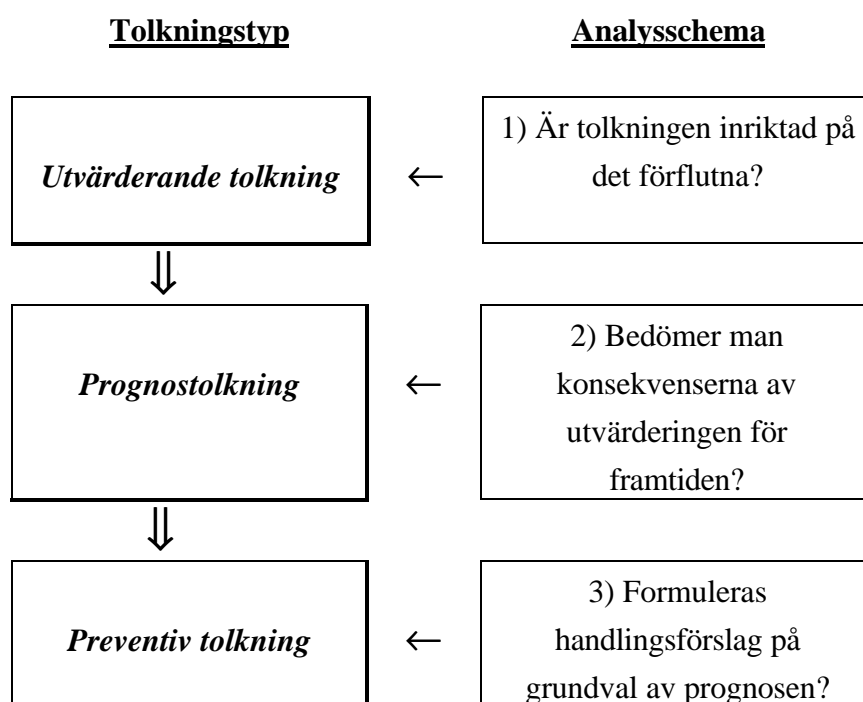 Tolkningstyp
Analysschema
Utvärderande tolkning
←
1) Är tolkningen inriktad på
det förflutna?
⇓
Prognostolkning
←
2) Bedömer man
konsekvenserna av
utvärderingen för
framtiden?
⇓
Preventiv tolkning
←
3) Formuleras
handlingsförslag på
grundval av prognosen?